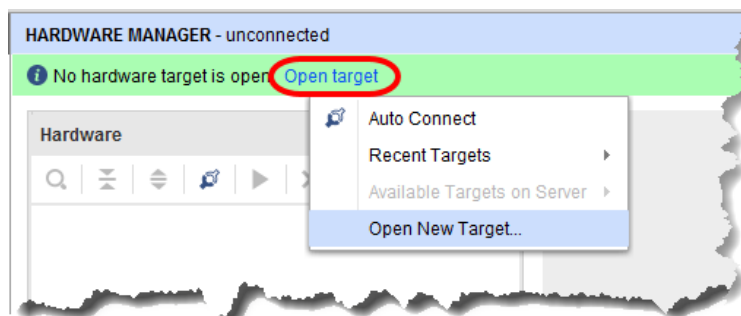 HARDWARE MANAGER - unconnected
No hardware target is open Open target
Hardware
Auto Connect
Recent Targets
Available Targets on Server
Open New Target...